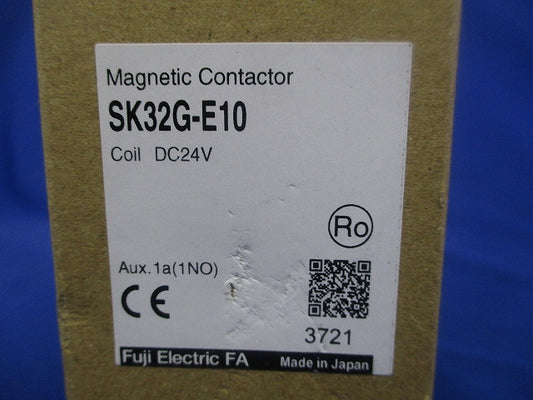 Magnetic Contactor
SK32G-E10
Coil DC24V
Ro
Aux.1a(1NO)
CE
3721
Fuji Electric FA Made in Japan